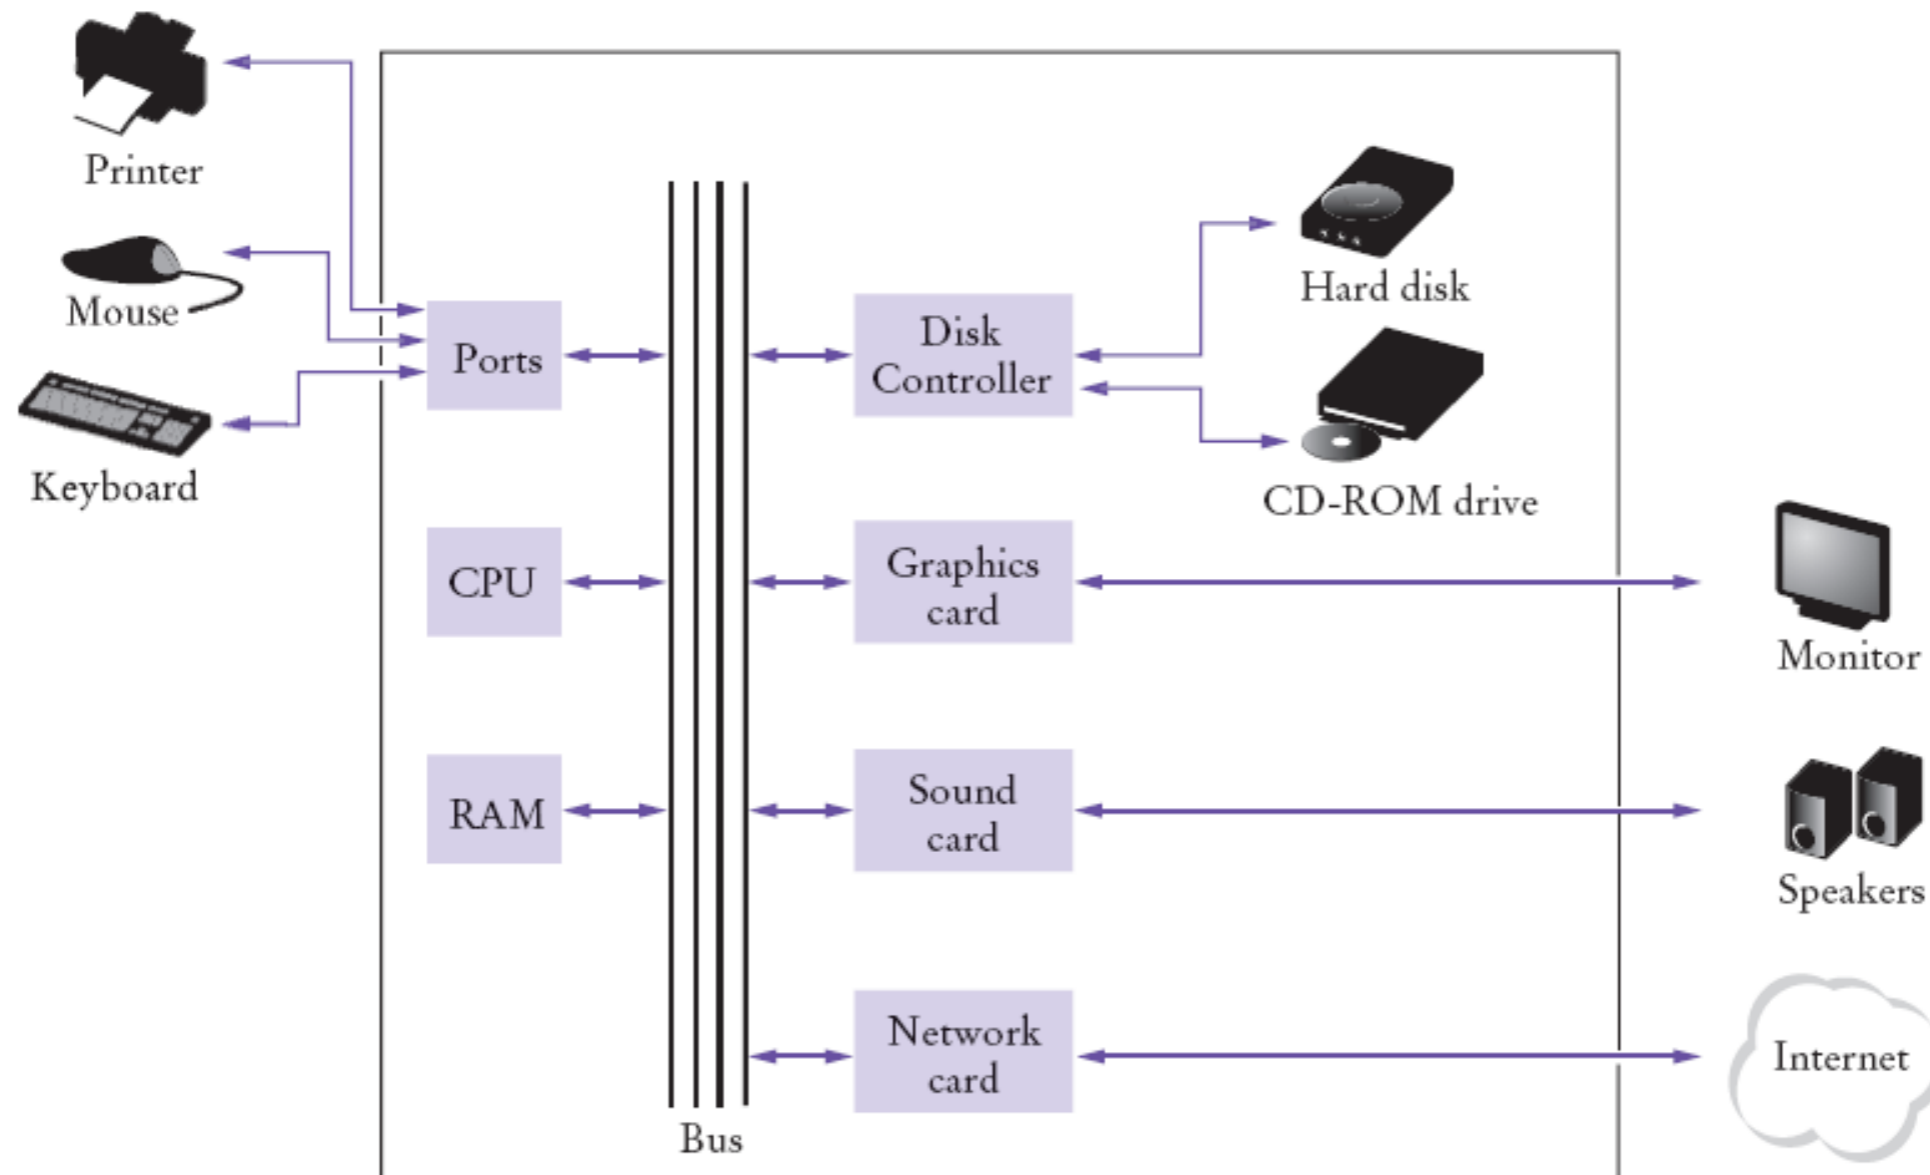 Printer
Mouse
Keyboard
Ports
CPU
RAM
Bus
Disk
Controller
Graphics
card
Sound
card
Network
card
Hard disk
CD-ROM drive
Monitor
Speakers
Internet